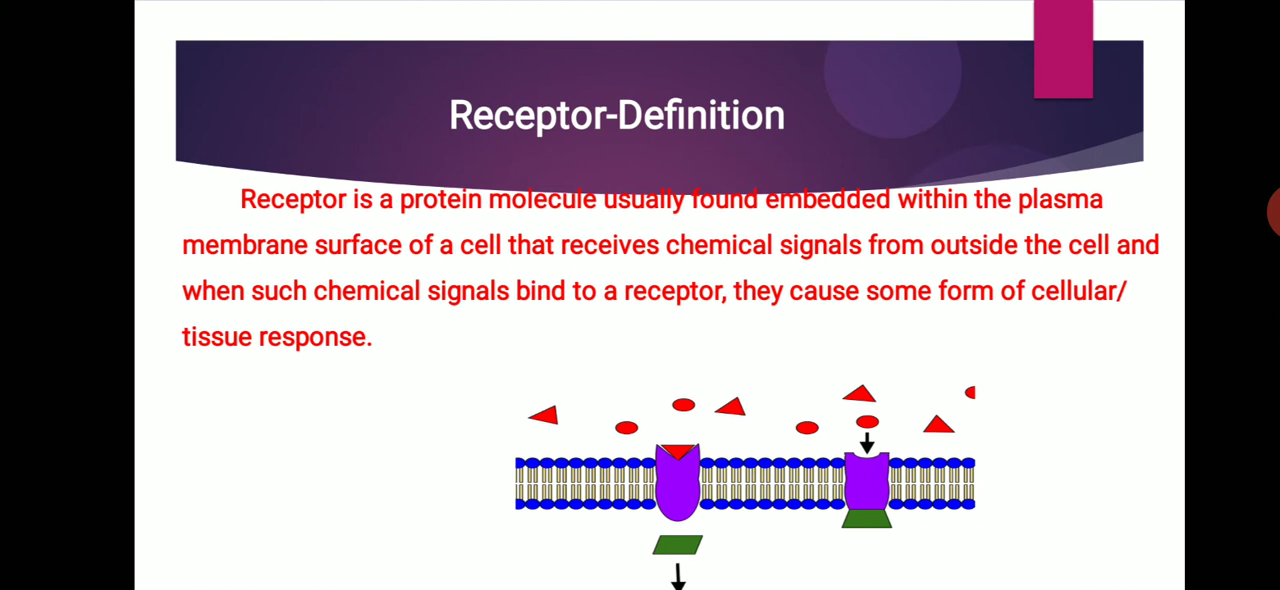 Receptor-Definition
Receptor is a protein molecule usually found embedded within the plasma
membrane surface of a cell that receives chemical signals from outside the cell and
when such chemical signals bind to a receptor, they cause some form of cellular/
tissue response.